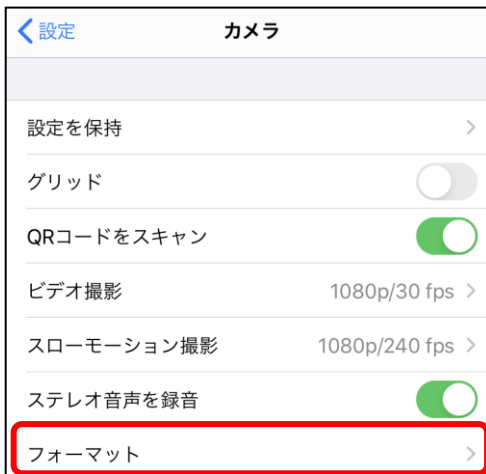 設定
カメラ
設定を保持
グリッド
QRコードをスキャン
ビデオ撮影 1080p/30 fps
スローモーション撮影 1080p/240 fps
ステレオ音声を録音
フォーマット